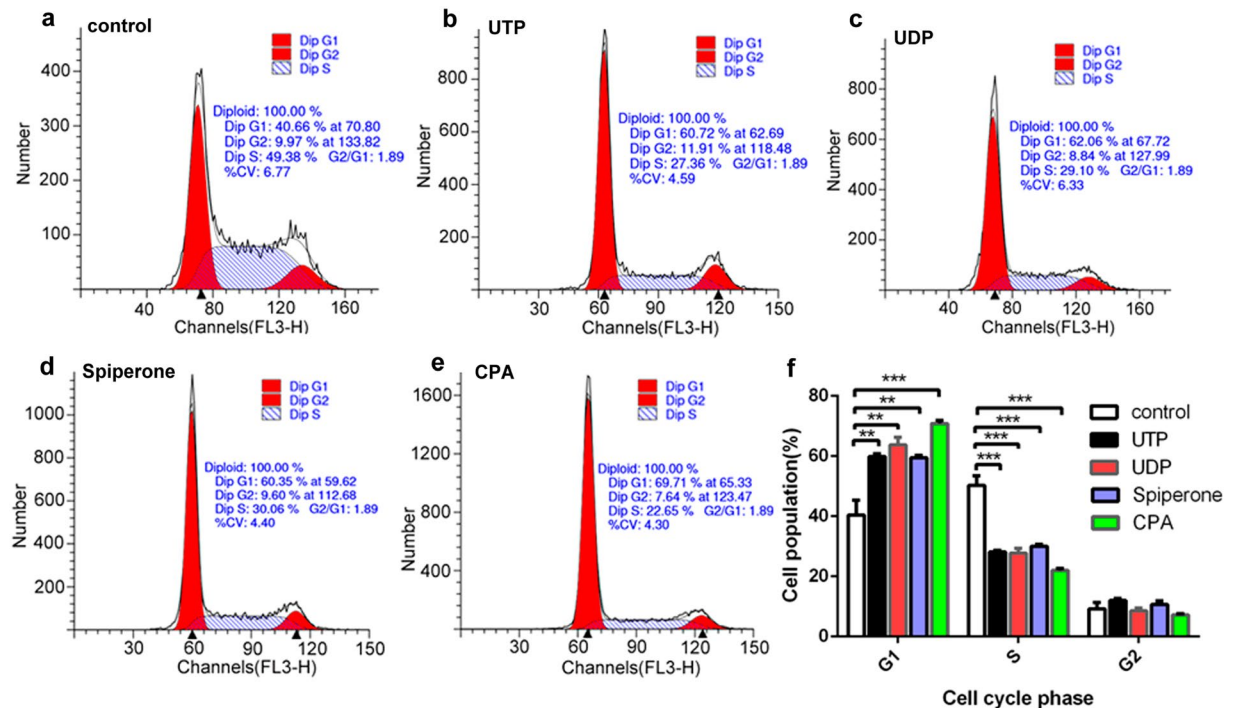 a control
Number
400
300
200
100
40 80 120 160
Channels(FL3-H)
Dip G1
Dip G2
Dip S
Diploid: 100.00 %
Dip G1: 40.66 % at 70.80
Dip G2: 9.97 % at 133.82
Dip S: 49.38 % G2/G1: 1.89
%CV: 6.77
b UTP
Number
800
600
400
200
30 60 90 120 150
Channels(FL3-H)
Dip G1
Dip G2
Dip S
Diploid: 100.00 %
Dip G1: 60.72 % at 62.69
Dip G2: 11.91 % at 118.48
Dip S: 27.36 % G2/G1: 1.89
%CV: 4.59
c UDP
Number
800
600
400
200
40 80 120 160
Channels(FL3-H)
Dip G1
Dip G2
Dip S
Diploid: 100.00 %
Dip G1: 62.06 % at 67.72
Dip G2: 8.84 % at 127.99
Dip S: 29.10 % G2/G1: 1.89
%CV: 6.33
d Spiperone
Number
1000
800
600
400
200
30 60 90 120 150
Channels(FL3-H)
Dip G1
Dip G2
Dip S
Diploid: 100.00 %
Dip G1: 60.35 % at 59.62
Dip G2: 9.60 % at 112.68
Dip S: 30.06 % G2/G1: 1.89
%CV: 4.40
e CPA
Number
1600
1200
800
400
30 60 90 120 150
Channels(FL3-H)
Dip G1
Dip G2
Dip S
Diploid: 100.00 %
Dip G1: 69.71 % at 65.33
Dip G2: 7.64 % at 123.47
Dip S: 22.65 % G2/G1: 1.89
%CV: 4.30
f
Cell population(%)
80
60
40
20
0
***
**
**
**
***
***
***
***
control
UTP
UDP
Spiperone
CPA
G1 S G2
Cell cycle phase